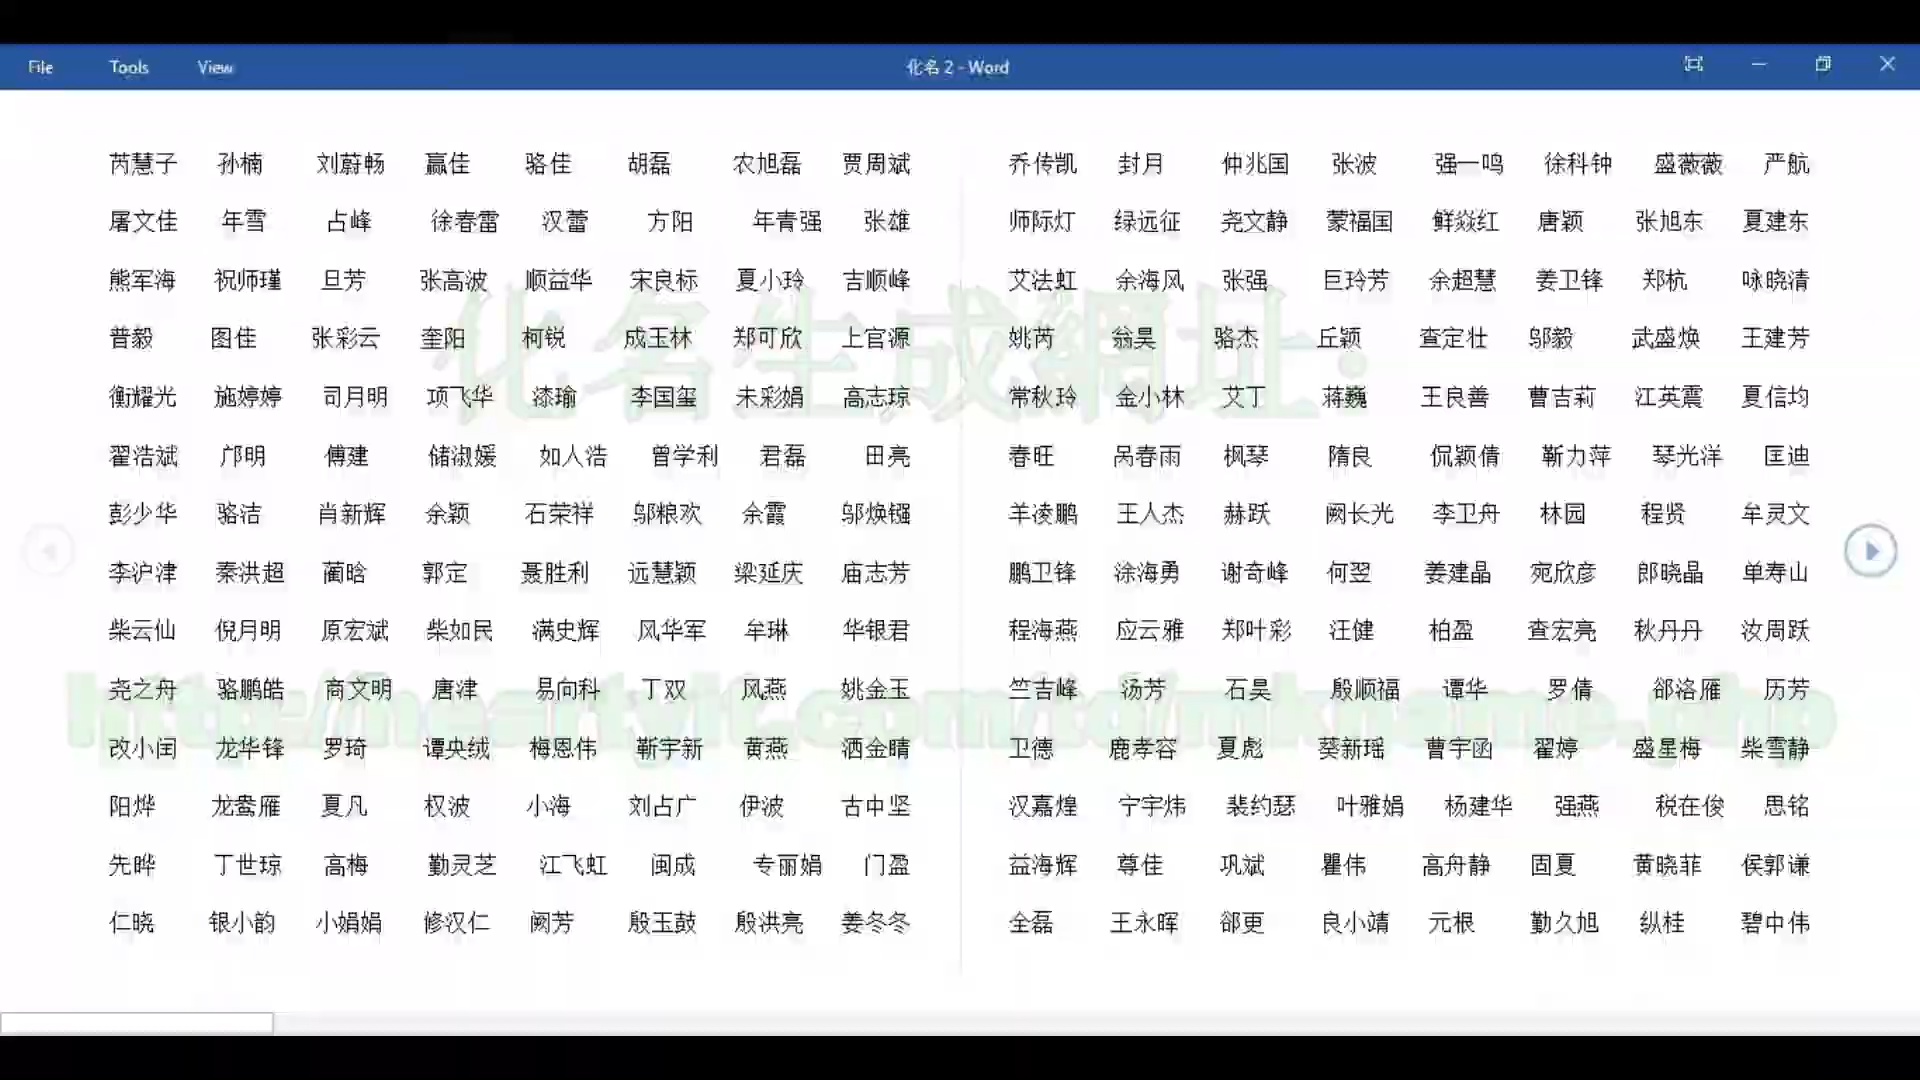 File Tools View 化名 2 - Word
芮慧子 孙楠 刘蔚畅 赢佳 骆佳 胡磊 农旭磊 贾周斌
屠文佳 年雪 占峰 徐春雷 汉蕾 方阳 年青强 张雄
熊军海 祝师瑾 旦芳 张高波 顺益华 宋良标 夏小玲 吉顺峰
普毅 图佳 张彩云 奎阳 柯锐 成玉林 郑可欣 上官源
衡耀光 施婷婷 司月明 项飞华 漆瑜 李国玺 未彩娟 高志琼
翟浩斌 邝明 傅建 储淑媛 如人浩 曾学利 君磊 田亮
彭少华 骆洁 肖新辉 余颖 石荣祥 邬粮欢 余霞 邬焕镪
李沪津 秦洪超 蔺晗 郭定 聂胜利 远慧颖 梁延庆 庙志芳
柴云仙 倪月明 原宏斌 柴如民 满史辉 风华军 牟琳 华银君
尧之舟 骆鹏皓 商文明 唐津 易向科 丁双 风燕 姚金玉
改小闰 龙华锋 罗琦 谭央绒 梅恩伟 靳宇新 黄燕 洒金晴
阳烨 龙鸯雁 夏凡 权波 小海 刘占广 伊波 古中坚
先晔 丁世琼 高梅 勤灵芝 江飞虹 闽成 专丽娟 门盈
仁晓 银小韵 小娟娟 修汉仁 阙芳 殷玉鼓 殷洪亮 姜冬冬
乔传凯 封月 仲兆国 张波 强一鸣 徐科钟 盛薇薇 严航
师际灯 绿远征 尧文静 蒙福国 鲜焱红 唐颖 张旭东 夏建东
艾法虹 余海风 张强 巨玲芳 余超慧 姜卫锋 郑杭 咏晓清
姚芮 翁昊 骆杰 丘颖 查定壮 邬毅 武盛焕 王建芳
常秋玲 金小林 艾丁 蒋巍 王良善 曹吉莉 江英震 夏信均
春旺 呙春雨 枫琴 隋良 侃颖倩 靳力萍 琴光洋 匡迪
羊凌鹏 王人杰 赫跃 阙长光 李卫舟 林园 程贤 牟灵文
鹏卫锋 涂海勇 谢奇峰 何翌 姜建晶 宛欣彦 郎晓晶 单寿山
程海燕 应云雅 郑叶彩 汪健 柏盈 查宏亮 秋丹丹 汝周跃
竺吉峰 汤芳 石昊 殷顺福 谭华 罗倩 郤洛雁 历芳
卫德 鹿孝容 夏彪 葵新瑶 曹宇函 翟婷 盛星梅 柴雪静
汉嘉煌 宁宇炜 裴约瑟 叶雅娟 杨建华 强燕 税在俊 思铭
益海辉 尊佳 巩斌 瞿伟 高舟静 固夏 黄晓菲 侯郭谦
全磊 王永晖 郤更 良小靖 元根 勤久旭 纵桂 碧中伟
化名生成網址：
http://heartyit.com/td/mkname.php